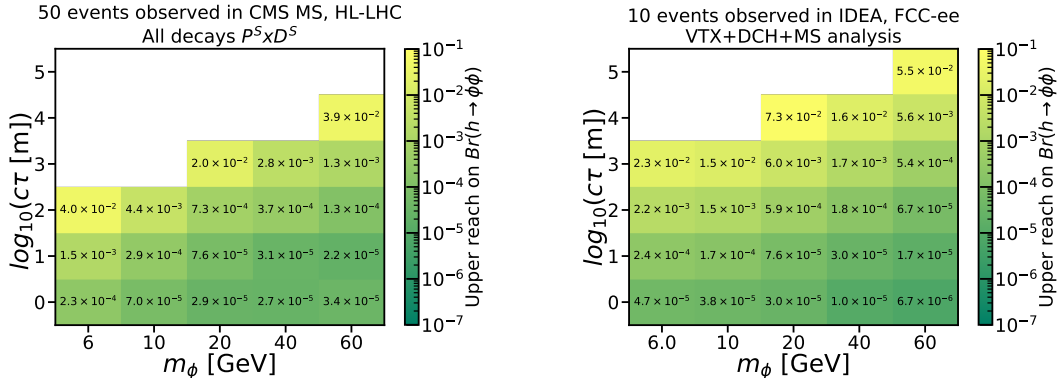 50 events observed in CMS MS, HL-LHC
All decays P^S x D^S
log₁₀(cτ [m])
5
4
3.9 × 10⁻²
3
2.0 × 10⁻² 2.8 × 10⁻³ 1.3 × 10⁻³
2
4.0 × 10⁻² 4.4 × 10⁻³ 7.3 × 10⁻⁴ 3.7 × 10⁻⁴ 1.3 × 10⁻⁴
1
1.5 × 10⁻³ 2.9 × 10⁻⁴ 7.6 × 10⁻⁵ 3.1 × 10⁻⁵ 2.2 × 10⁻⁵
0
2.3 × 10⁻⁴ 7.0 × 10⁻⁵ 2.9 × 10⁻⁵ 2.7 × 10⁻⁵ 3.4 × 10⁻⁵
6 10 20 40 60
m_ϕ [GeV]
10⁻¹
10⁻²
10⁻³
10⁻⁴
10⁻⁵
10⁻⁶
10⁻⁷
Upper reach on Br(h → ϕϕ)
10 events observed in IDEA, FCC-ee
VTX+DCH+MS analysis
log₁₀(cτ [m])
5
5.5 × 10⁻²
4
7.3 × 10⁻² 1.6 × 10⁻² 5.6 × 10⁻³
3
2.3 × 10⁻² 1.5 × 10⁻² 6.0 × 10⁻³ 1.7 × 10⁻³ 5.4 × 10⁻⁴
2
2.2 × 10⁻³ 1.5 × 10⁻³ 5.9 × 10⁻⁴ 1.8 × 10⁻⁴ 6.7 × 10⁻⁵
1
2.4 × 10⁻⁴ 1.7 × 10⁻⁴ 7.6 × 10⁻⁵ 3.0 × 10⁻⁵ 1.7 × 10⁻⁵
0
4.7 × 10⁻⁵ 3.8 × 10⁻⁵ 3.0 × 10⁻⁵ 1.0 × 10⁻⁵ 6.7 × 10⁻⁶
6.0 10 20 40 60
m_ϕ [GeV]
10⁻¹
10⁻²
10⁻³
10⁻⁴
10⁻⁵
10⁻⁶
10⁻⁷
Upper reach on Br(h → ϕϕ)